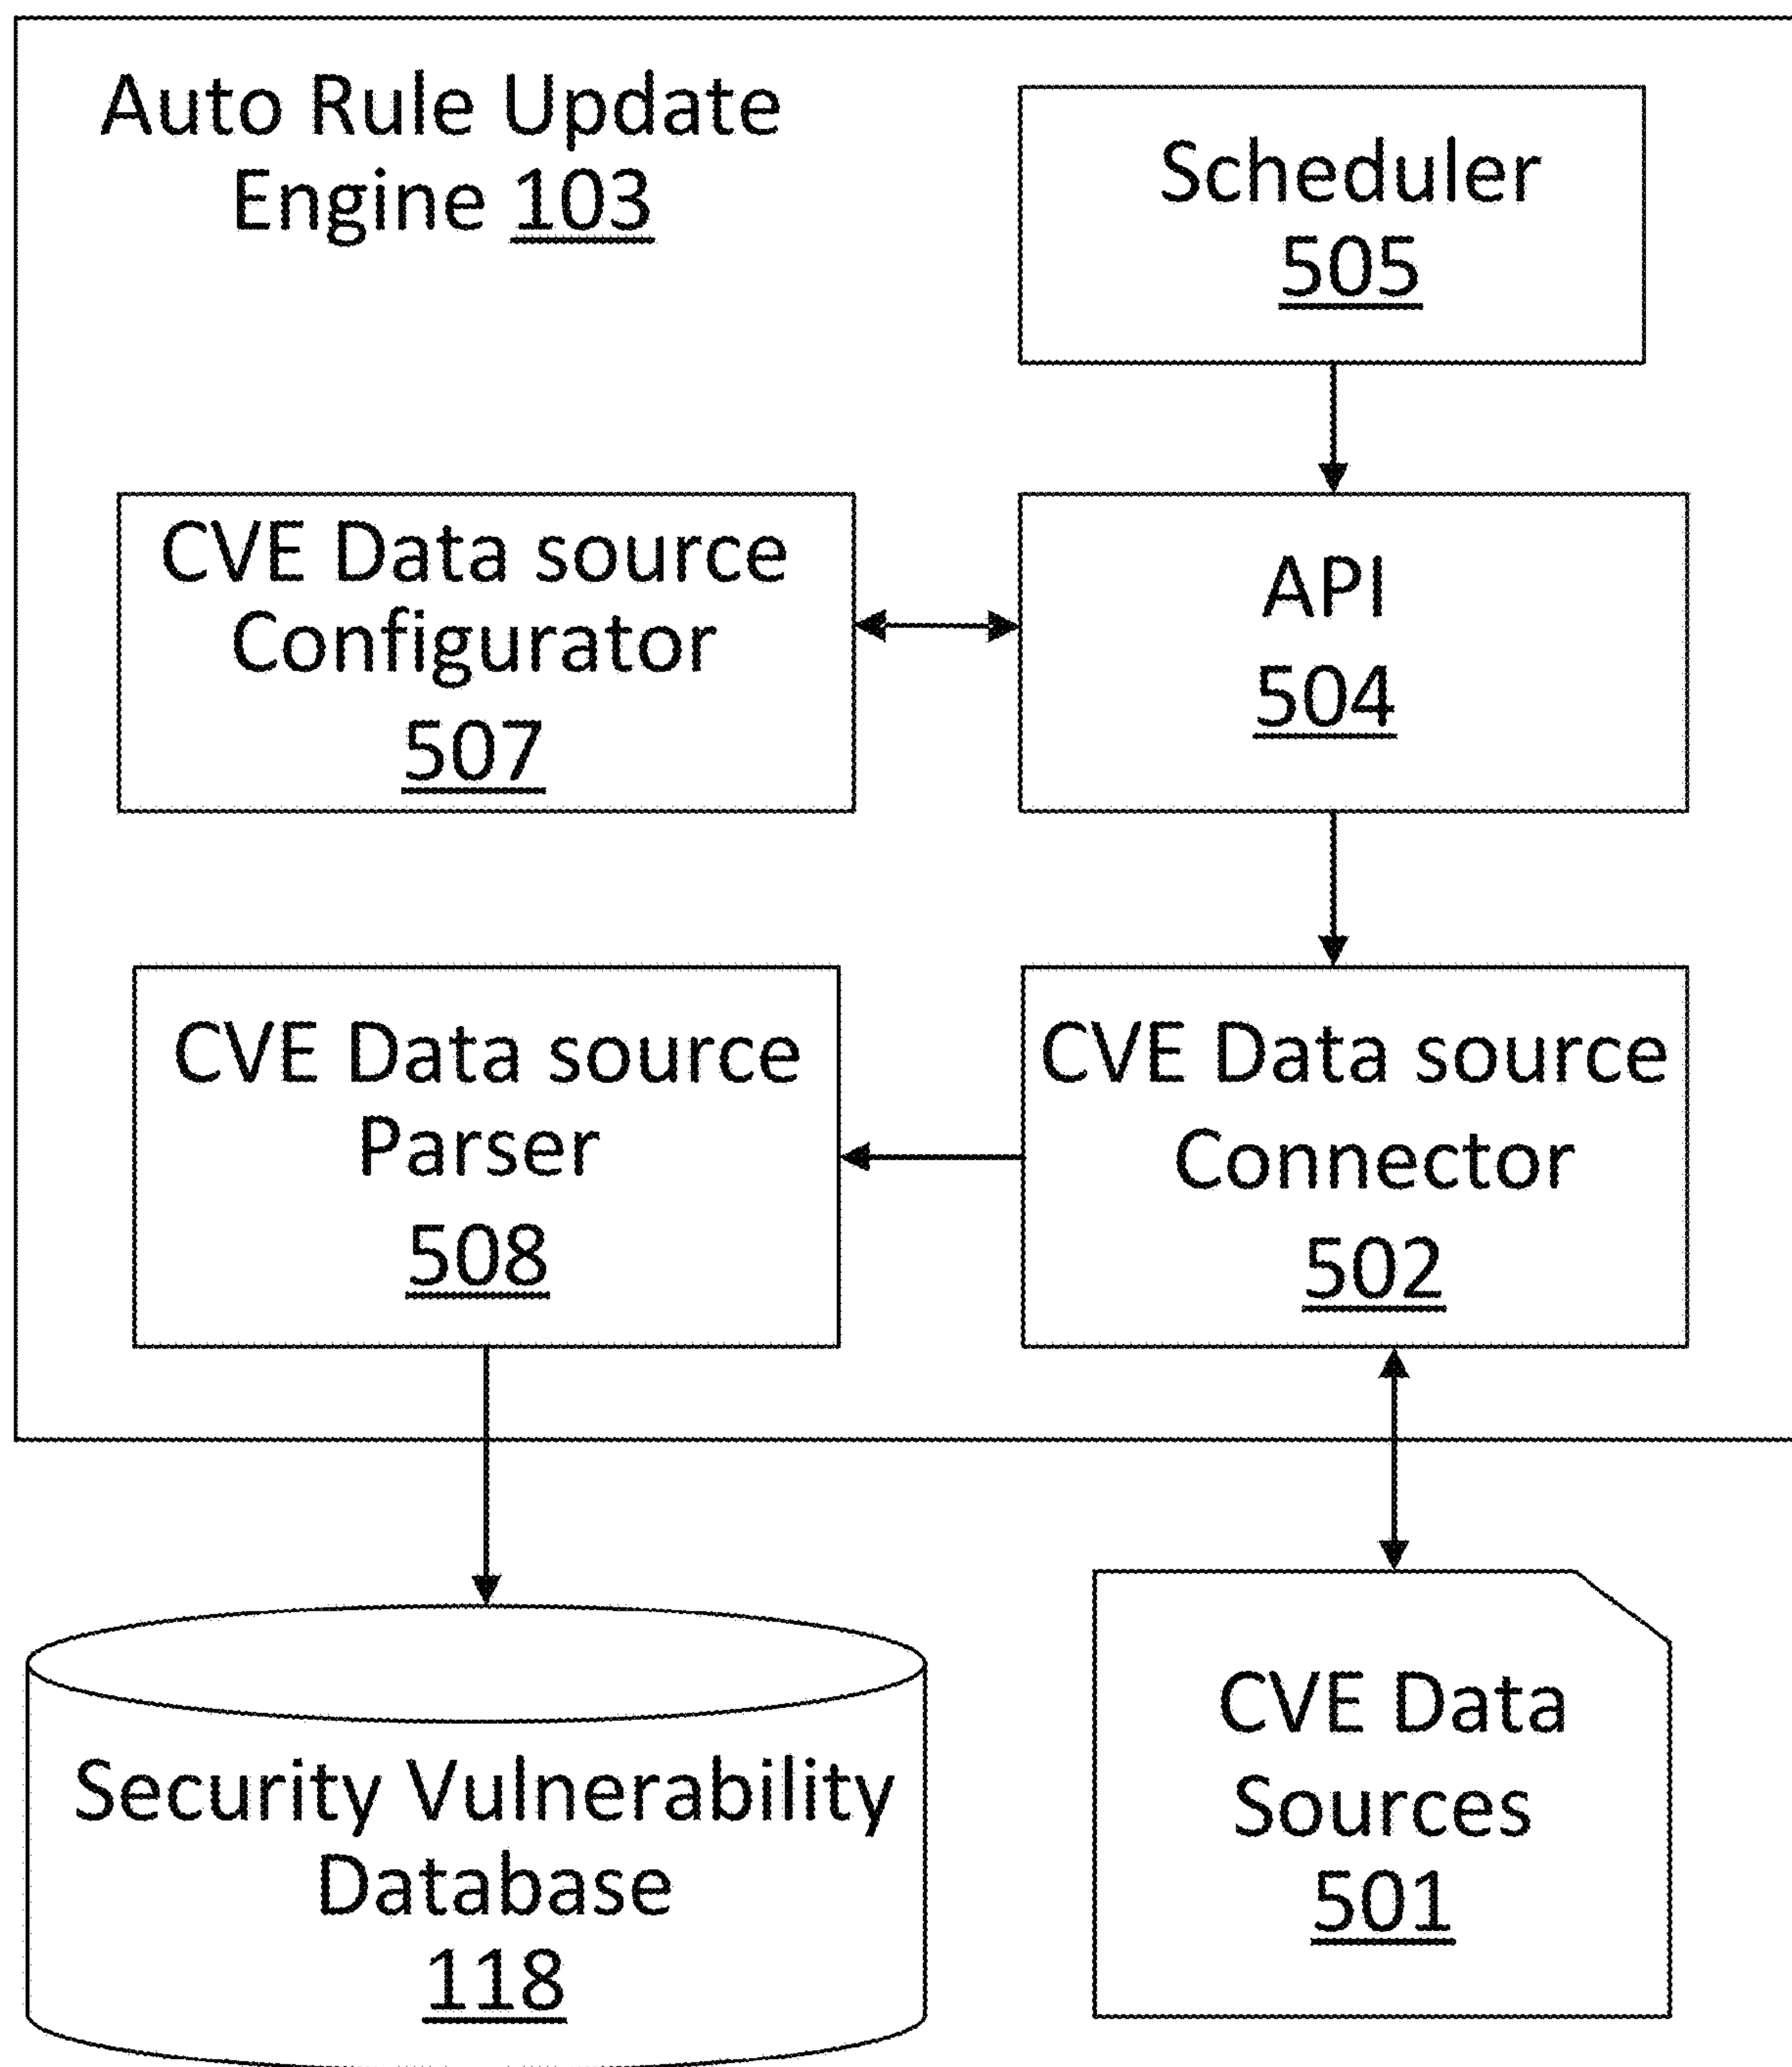 Auto Rule Update
Engine 103
Scheduler
505
CVE Data source
Configurator
507
API
504
CVE Data source
Parser
508
CVE Data source
Connector
502
Security Vulnerability
Database
118
CVE Data
Sources
501